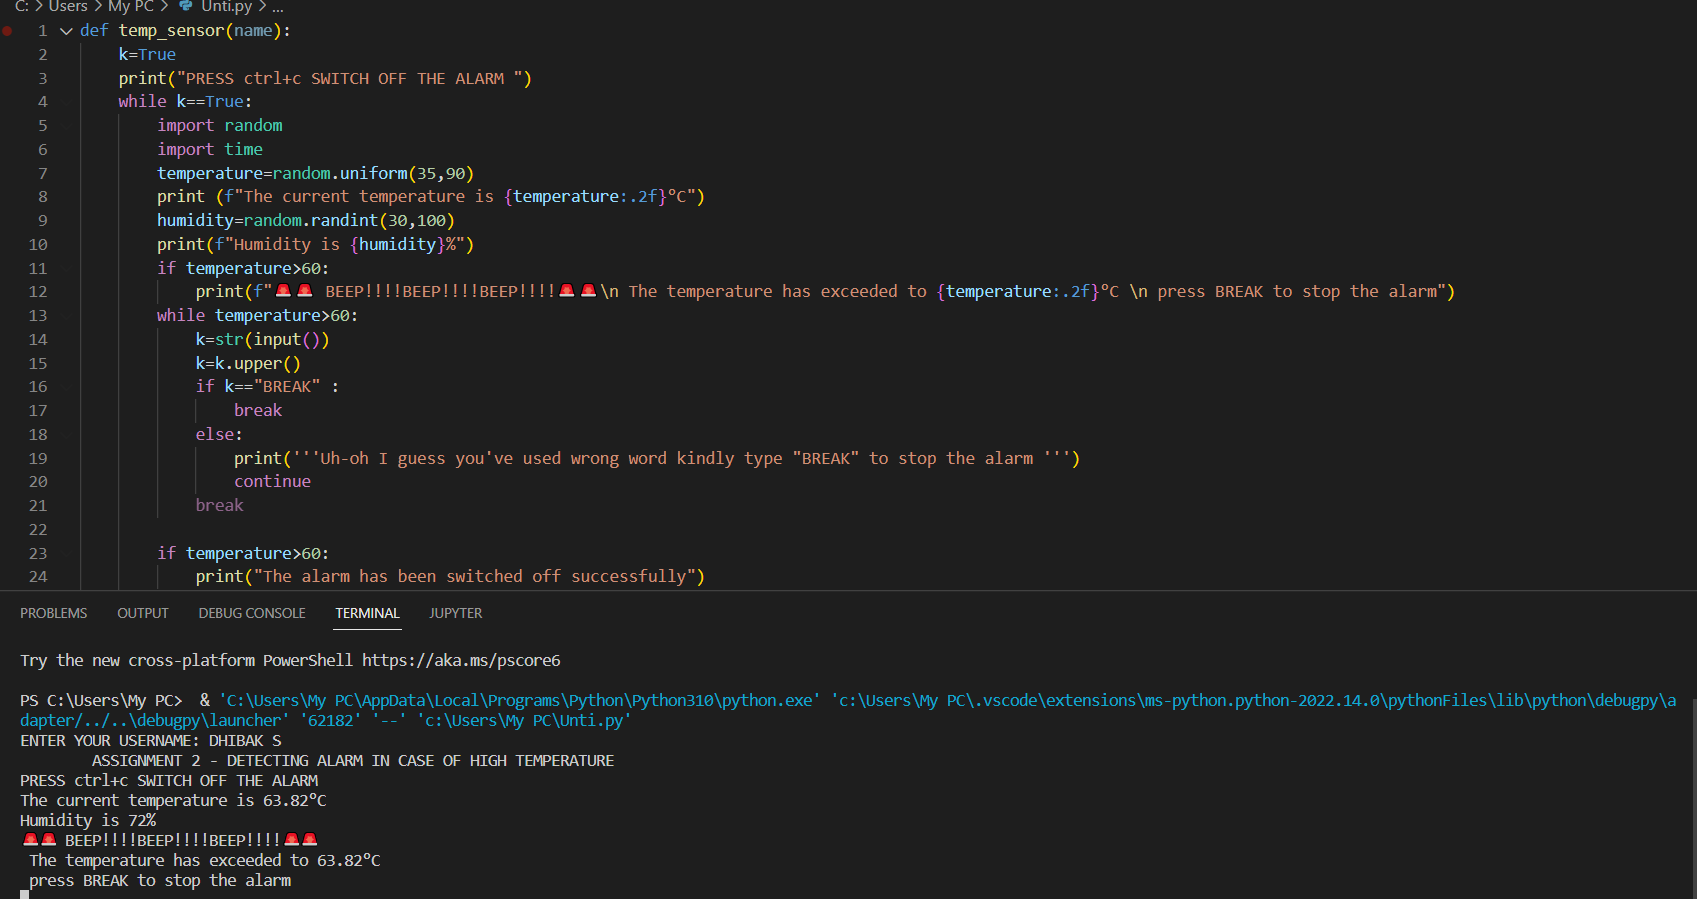 C: > Users > My PC > Unti.py > ...
1 def temp_sensor(name):
2 k=True
3 print("PRESS ctrl+c SWITCH OFF THE ALARM ")
4 while k==True:
5 import random
6 import time
7 temperature=random.uniform(35,90)
8 print (f"The current temperature is {temperature:.2f}°C")
9 humidity=random.randint(30,100)
10 print(f"Humidity is {humidity}%")
11 if temperature>60:
12 print(f"🚨🚨 BEEP!!!!BEEP!!!!BEEP!!!!🚨🚨\n The temperature has exceeded to {temperature:.2f}°C \n press BREAK to stop the alarm")
13 while temperature>60:
14 k=str(input())
15 k=k.upper()
16 if k=="BREAK" :
17 break
18 else:
19 print('''Uh-oh I guess you've used wrong word kindly type "BREAK" to stop the alarm ''')
20 continue
21 break
22
23 if temperature>60:
24 print("The alarm has been switched off successfully")
PROBLEMS OUTPUT DEBUG CONSOLE TERMINAL JUPYTER
Try the new cross-platform PowerShell https://aka.ms/pscore6
PS C:\Users\My PC>  & 'C:\Users\My PC\AppData\Local\Programs\Python\Python310\python.exe' 'c:\Users\My PC\.vscode\extensions\ms-python.python-2022.14.0\pythonFiles\lib\python\debugpy\a
dapter/../..\debugpy\launcher' '62182' '--' 'c:\Users\My PC\Unti.py'
ENTER YOUR USERNAME: DHIBAK S
ASSIGNMENT 2 - DETECTING ALARM IN CASE OF HIGH TEMPERATURE
PRESS ctrl+c SWITCH OFF THE ALARM
The current temperature is 63.82°C
Humidity is 72%
🚨🚨 BEEP!!!!BEEP!!!!BEEP!!!!🚨🚨
The temperature has exceeded to 63.82°C
press BREAK to stop the alarm